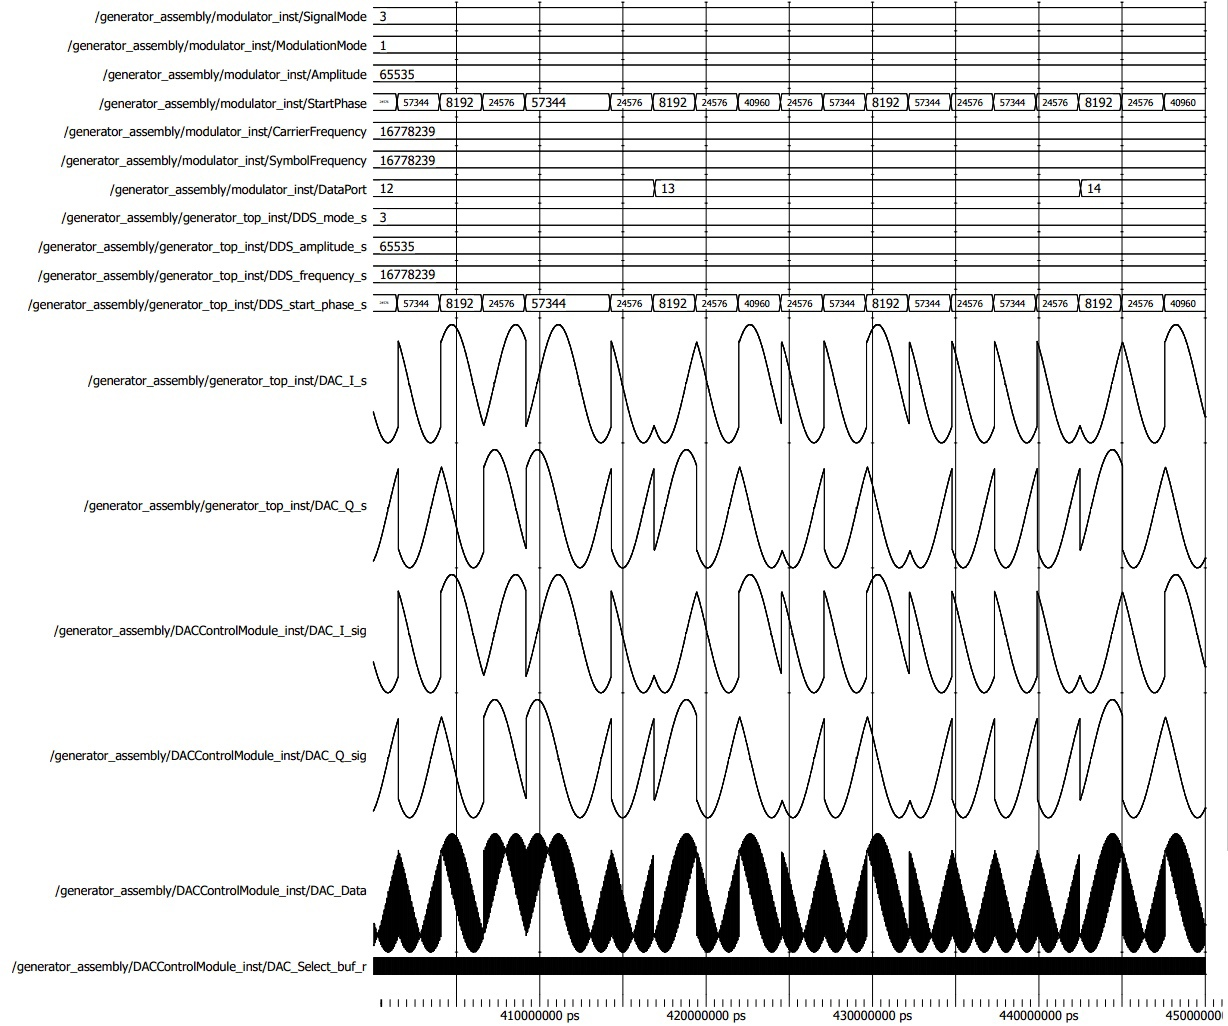 /generator_assembly/modulator_inst/SignalMode 3
/generator_assembly/modulator_inst/ModulationMode 1
/generator_assembly/modulator_inst/Amplitude 65535
/generator_assembly/modulator_inst/StartPhase 57344 8192 24576 57344 24576 8192 24576 40960 24576 57344 8192 57344 24576 57344 24576 8192 24576 40960
/generator_assembly/modulator_inst/CarrierFrequency 16778239
/generator_assembly/modulator_inst/SymbolFrequency 16778239
/generator_assembly/modulator_inst/DataPort 12 13 14
/generator_assembly/generator_top_inst/DDS_mode_s 3
/generator_assembly/generator_top_inst/DDS_amplitude_s 65535
/generator_assembly/generator_top_inst/DDS_frequency_s 16778239
/generator_assembly/generator_top_inst/DDS_start_phase_s 57344 8192 24576 57344 24576 8192 24576 40960 24576 57344 8192 57344 24576 57344 24576 8192 24576 40960
/generator_assembly/generator_top_inst/DAC_I_s
/generator_assembly/generator_top_inst/DAC_Q_s
/generator_assembly/DACControlModule_inst/DAC_I_sig
/generator_assembly/DACControlModule_inst/DAC_Q_sig
/generator_assembly/DACControlModule_inst/DAC_Data
/generator_assembly/DACControlModule_inst/DAC_Select_buf_r
410000000 ps 420000000 ps 430000000 ps 440000000 ps 45000000